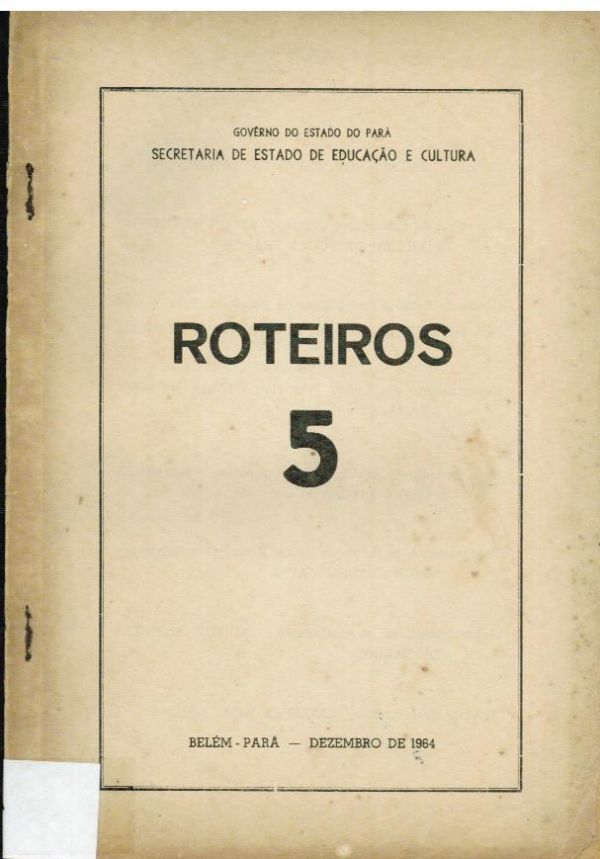 GOVÊRNO DO ESTADO DO PARÁ
SECRETARIA DE ESTADO DE EDUCAÇÃO E CULTURA
ROTEIROS
5
BELÉM - PARÁ — DEZEMBRO DE 1964